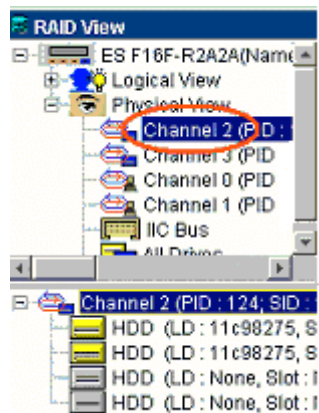 RAID View
ES F16F-R2A2A(Name
Logical View
Physical View
Channel 2 (PID :
Channel 3 (PID
Channel 0 (PID
Channel 1 (PID
IIC Bus
All Drives
Channel 2 (PID : 124; SID :
HDD (LD : 11c98275, S
HDD (LD : 11c98275, S
HDD (LD : None, Slot :
HDD (LD : None, Slot :